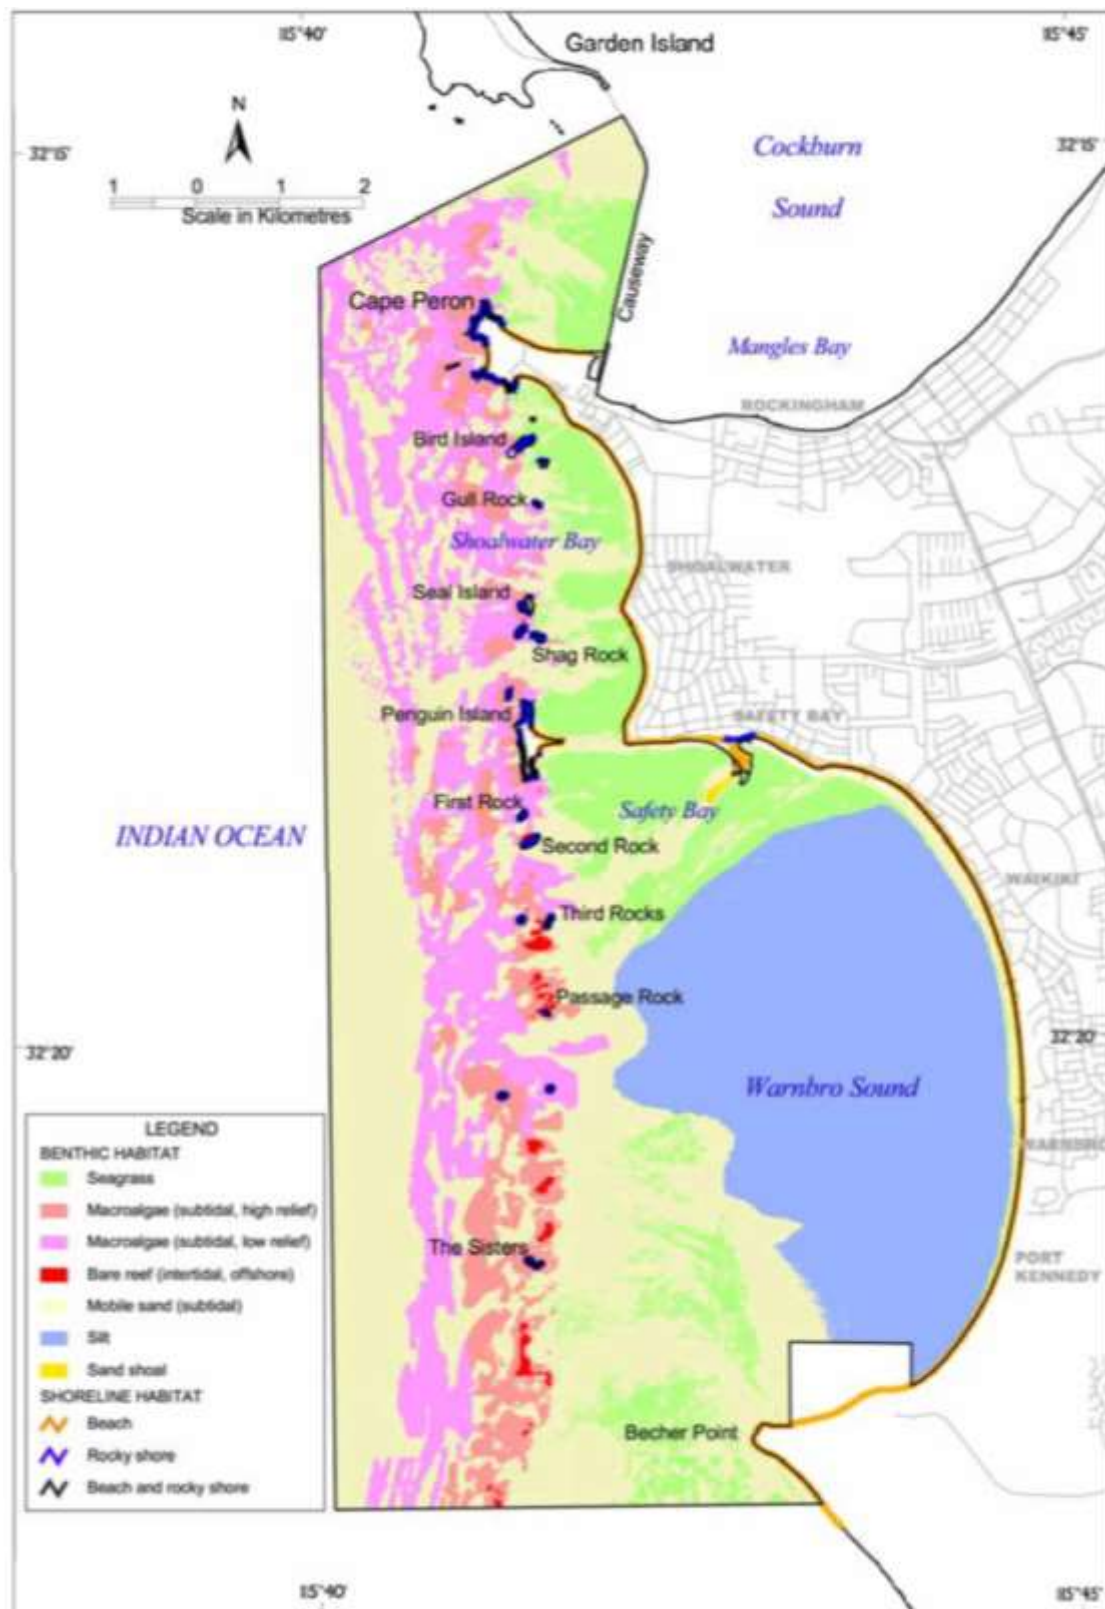 115°40'
115°45'
Garden Island
N
32°15'
Cockburn
32°15'
1 0 1 2
Scale in Kilometres
Sound
Causeway
Cape Peron
Mangles Bay
ROCKINGHAM
Bird Island
Gull Rock
Shoalwater Bay
SHOALWATER
Seal Island
Shag Rock
Penguin Island
SAFETY BAY
First Rock
Safety Bay
INDIAN OCEAN
Second Rock
WAIKIKI
Third Rocks
Passage Rock
32°20'
32°20'
Warnbro Sound
WARNBRO
The Sisters
PORT
KENNEDY
Becher Point
LEGEND
BENTHIC HABITAT
Seagrass
Macroalgae (subtidal, high relief)
Macroalgae (subtidal, low relief)
Bare reef (intertidal, offshore)
Mobile sand (subtidal)
Silt
Sand shoal
SHORELINE HABITAT
Beach
Rocky shore
Beach and rocky shore
115°40'
115°45'